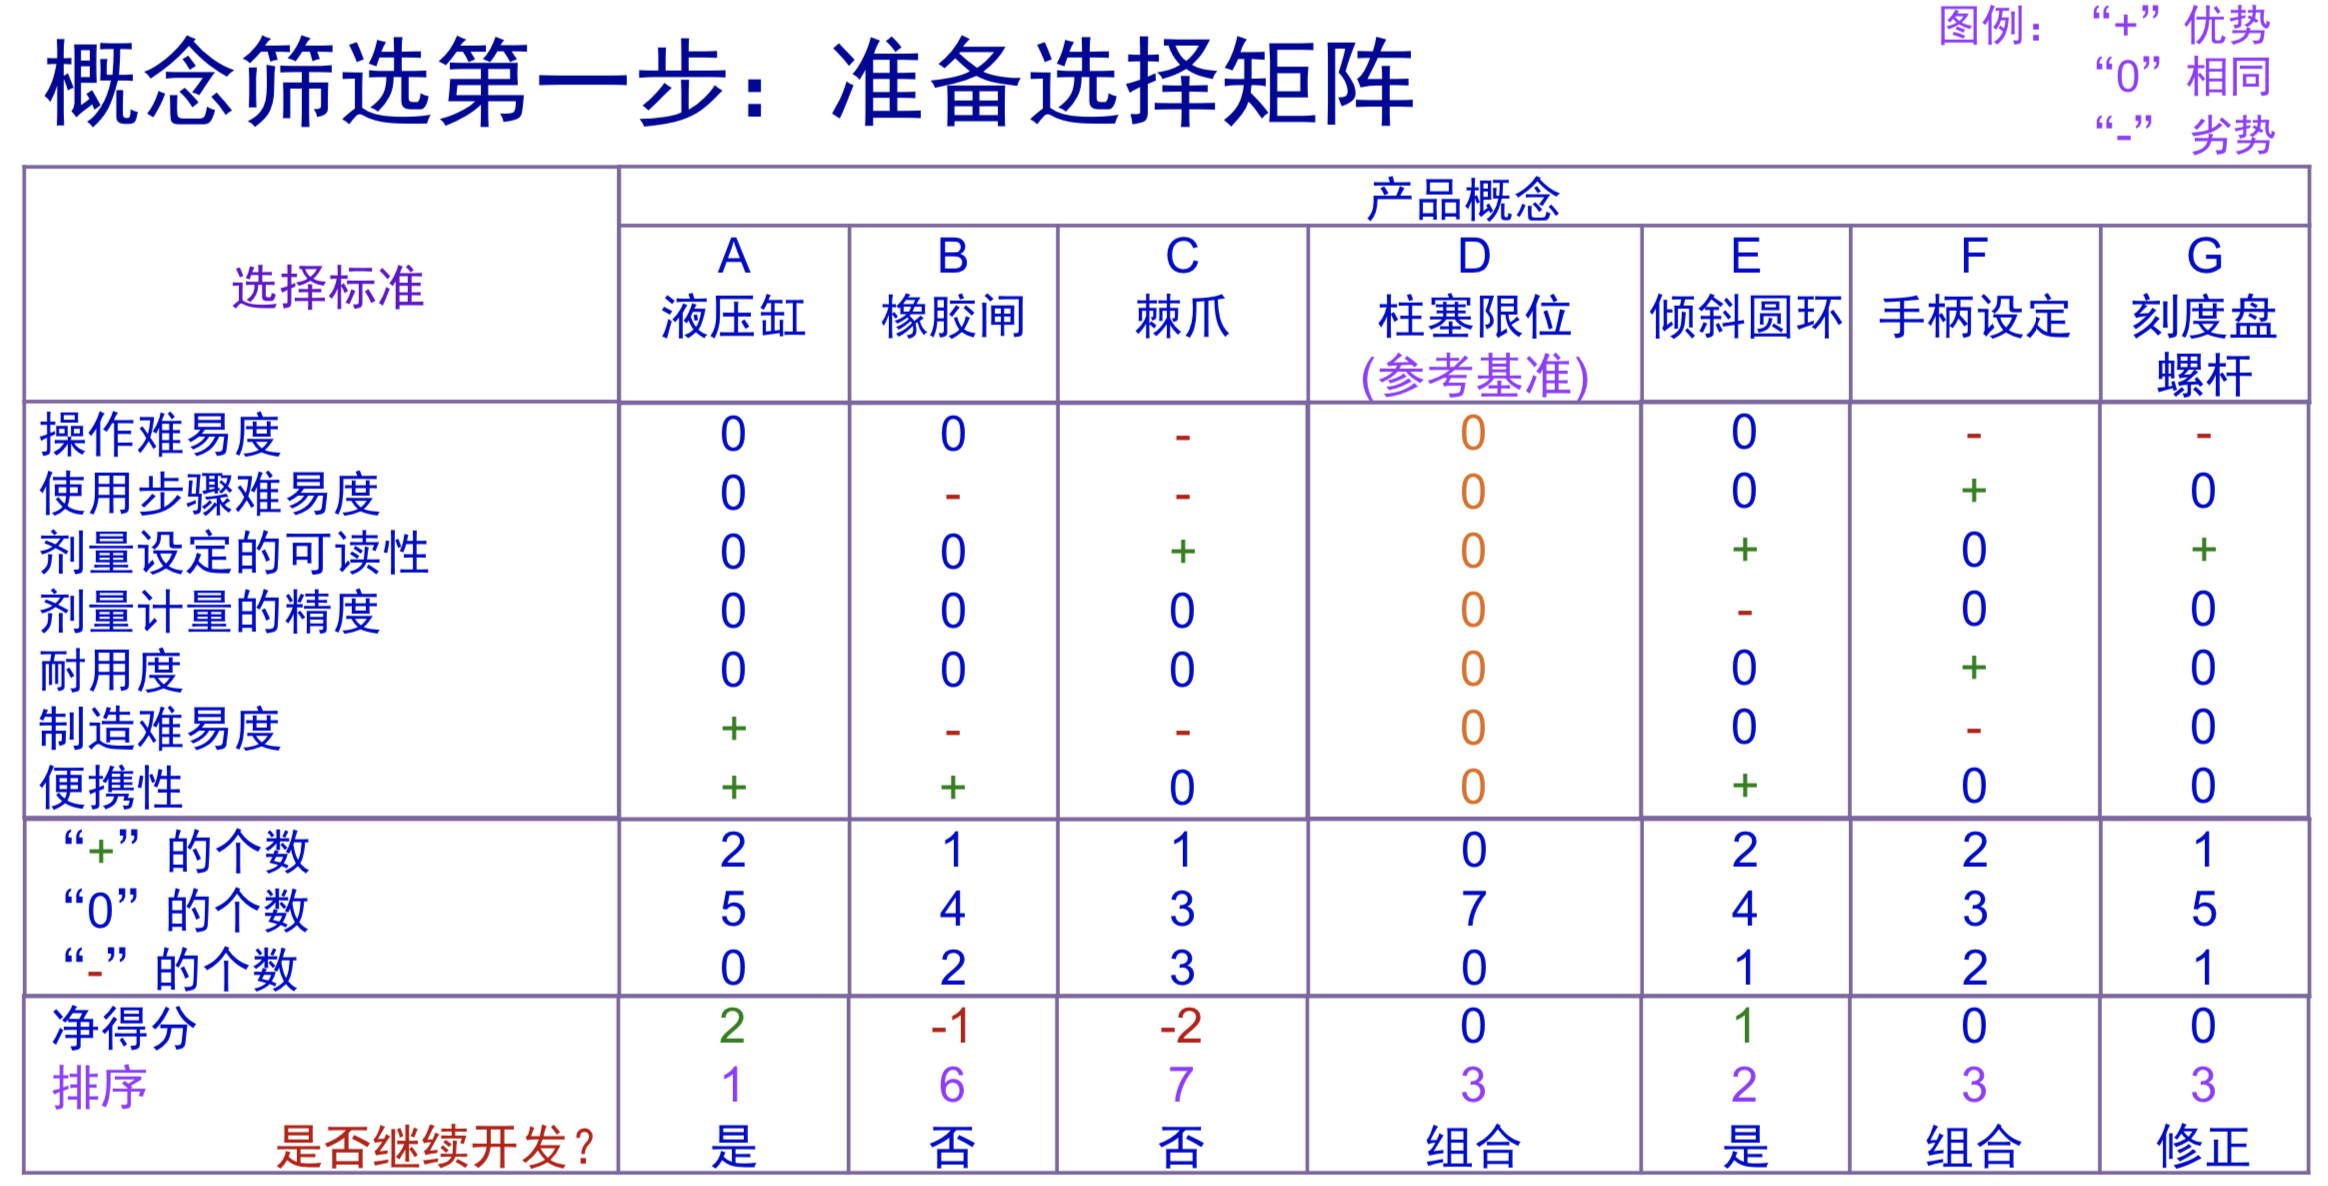 概念筛选第一步：准备选择矩阵
图例：“+” 优势
“0” 相同
“-” 劣势
选择标准
产品概念
A B C D E F G
液压缸 橡胶闸 棘爪 柱塞限位 倾斜圆环 手柄设定 刻度盘
(参考基准) 螺杆
操作难易度 0 0 - 0 0 - -
使用步骤难易度 0 - - 0 0 + 0
剂量设定的可读性 0 0 + 0 + 0 +
剂量计量的精度 0 0 0 0 - 0 0
耐用度 0 0 0 0 0 + 0
制造难易度 + - - 0 0 - 0
便携性 + + 0 0 + 0 0
“+” 的个数 2 1 1 0 2 2 1
“0” 的个数 5 4 3 7 4 3 5
“-” 的个数 0 2 3 0 1 2 1
净得分 2 -1 -2 0 1 0 0
排序 1 6 7 3 2 3 3
是否继续开发? 是 否 否 组合 是 组合 修正